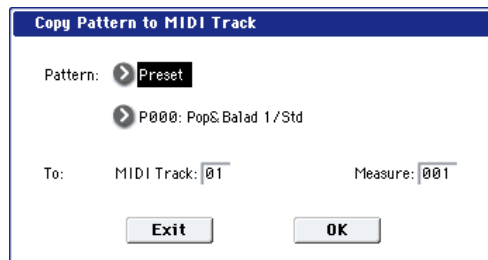 Copy Pattern to MIDI Track
Pattern: Preset
P000: Pop&Balad 1/Std
To: MIDI Track: 01 Measure: 001
Exit OK